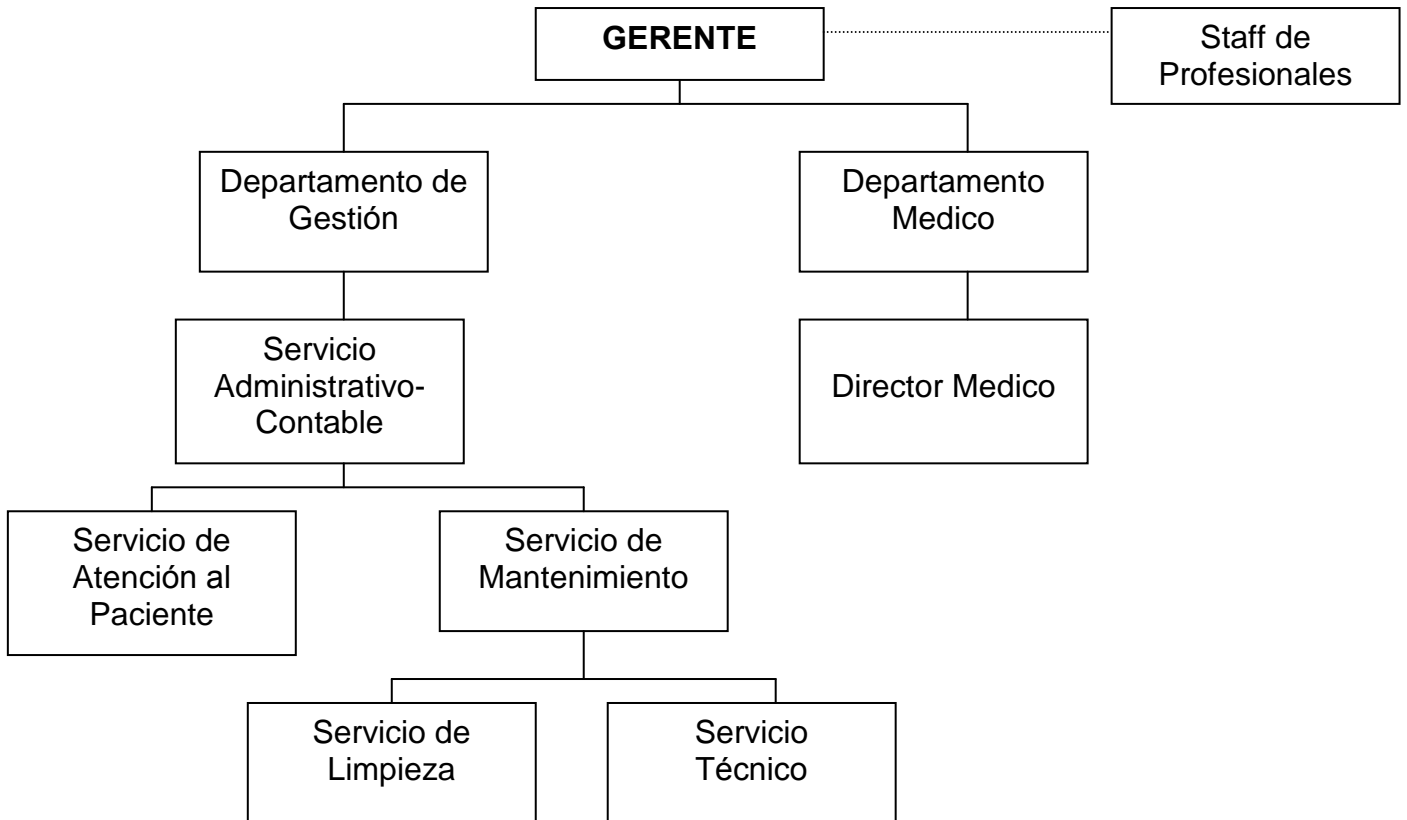 GERENTE
Staff de
Profesionales
Departamento de
Gestión
Departamento
Medico
Servicio
Administrativo-
Contable
Director Medico
Servicio de
Atención al
Paciente
Servicio de
Mantenimiento
Servicio de
Limpieza
Servicio
Técnico